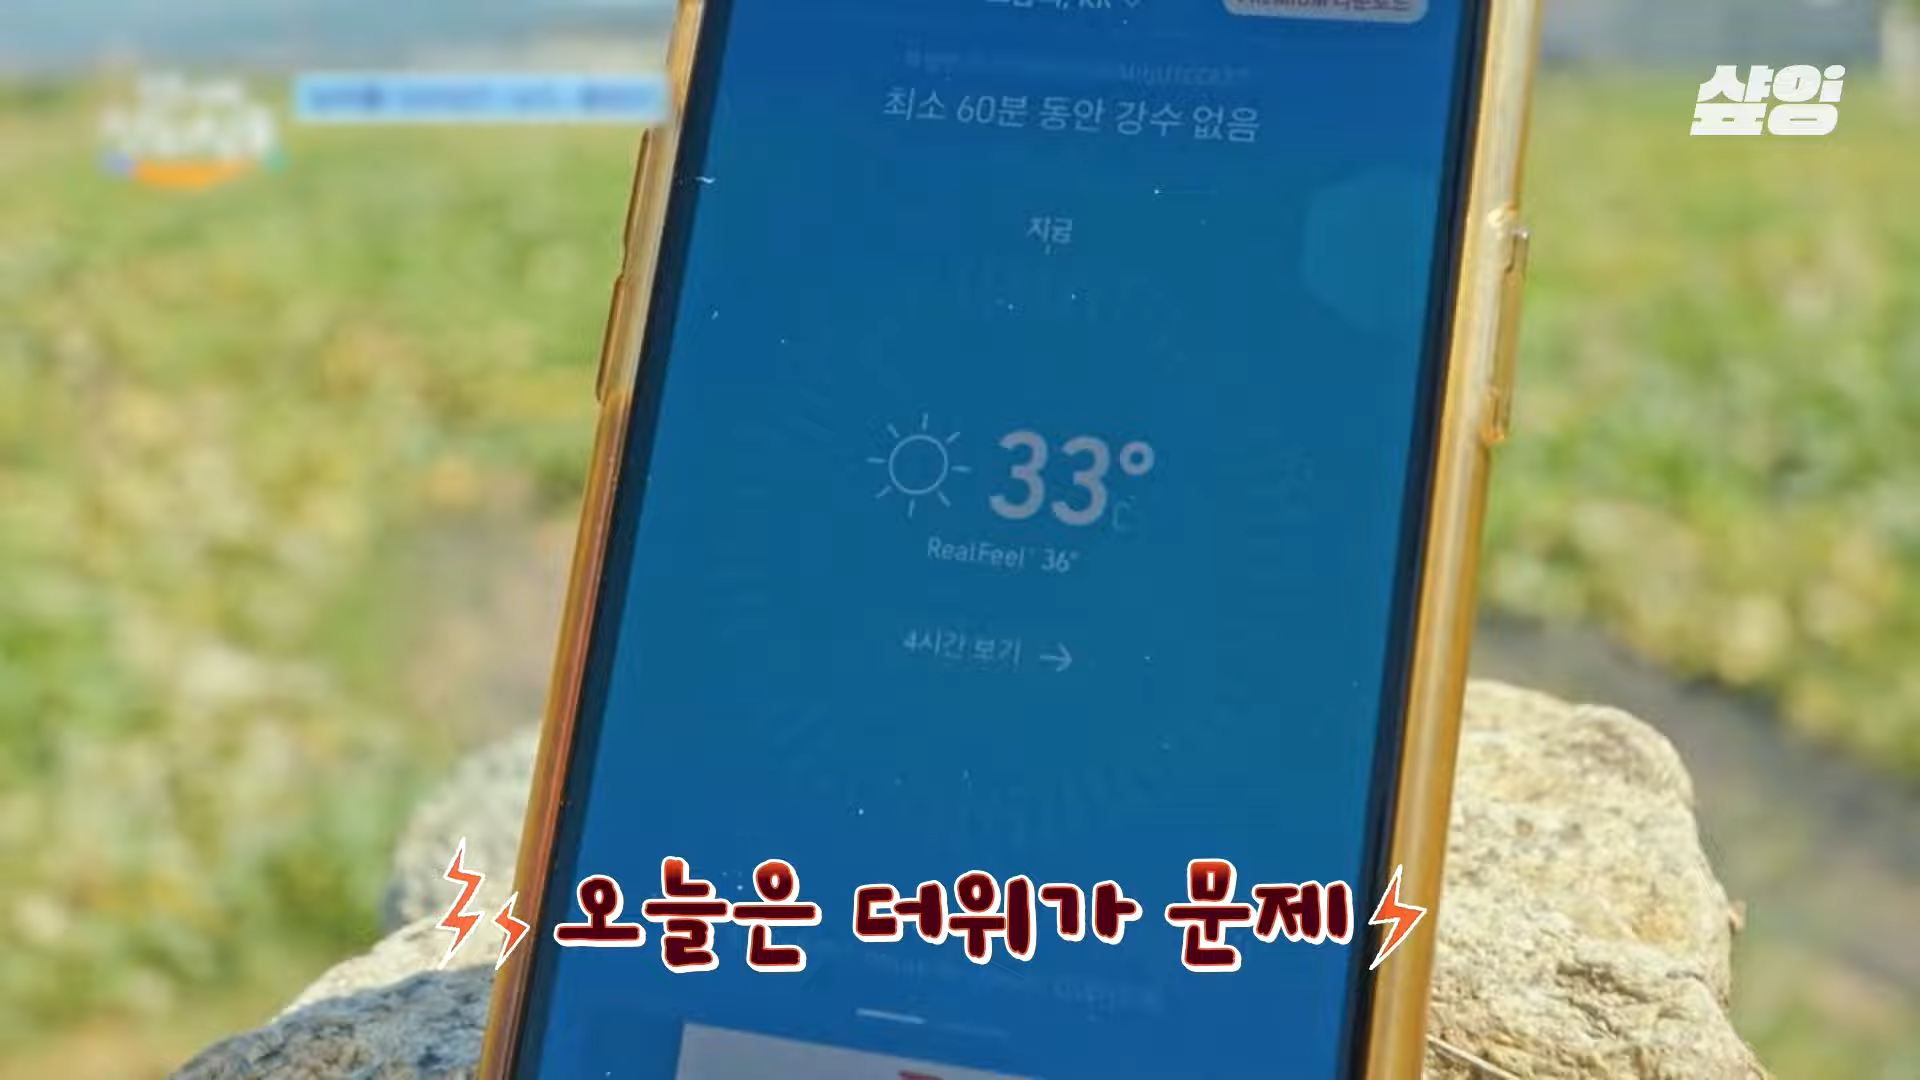 샾잉
최소 60분 동안 강수 없음
지금
33°C
RealFeel® 36°
4시간 보기 →
오늘은 더위가 문제